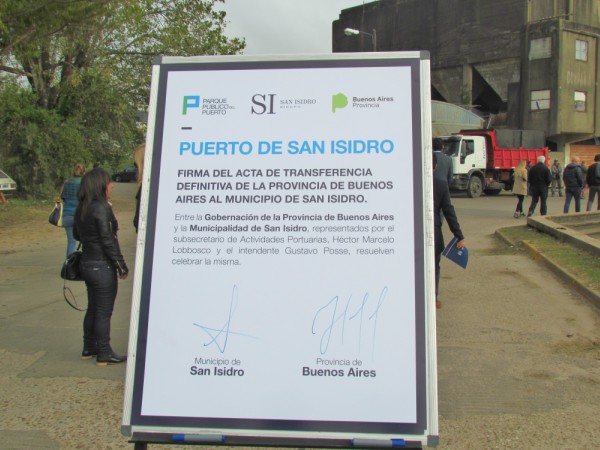 PARQUE PÚBLICO DEL PUERTO
SI SAN ISIDRO
Buenos Aires Provincia
PUERTO DE SAN ISIDRO
FIRMA DEL ACTA DE TRANSFERENCIA
DEFINITIVA DE LA PROVINCIA DE BUENOS
AIRES AL MUNICIPIO DE SAN ISIDRO.
Entre la Gobernación de la Provincia de Buenos Aires
y la Municipalidad de San Isidro, representados por el
subsecretario de Actividades Portuarias, Héctor Marcelo
Lobbosco y el intendente Gustavo Posse, resuelven
celebrar la misma.
Municipio de
San Isidro
Provincia de
Buenos Aires